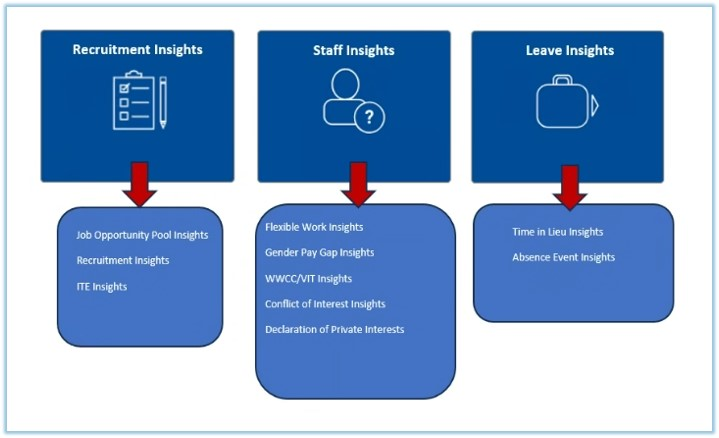 Recruitment Insights
Staff Insights
Leave Insights
?
Job Opportunity Pool Insights
Recruitment Insights
ITE Insights
Flexible Work Insights
Gender Pay Gap Insights
WWCC/VIT Insights
Conflict of Interest Insights
Declaration of Private Interests
Time in Lieu Insights
Absence Event Insights